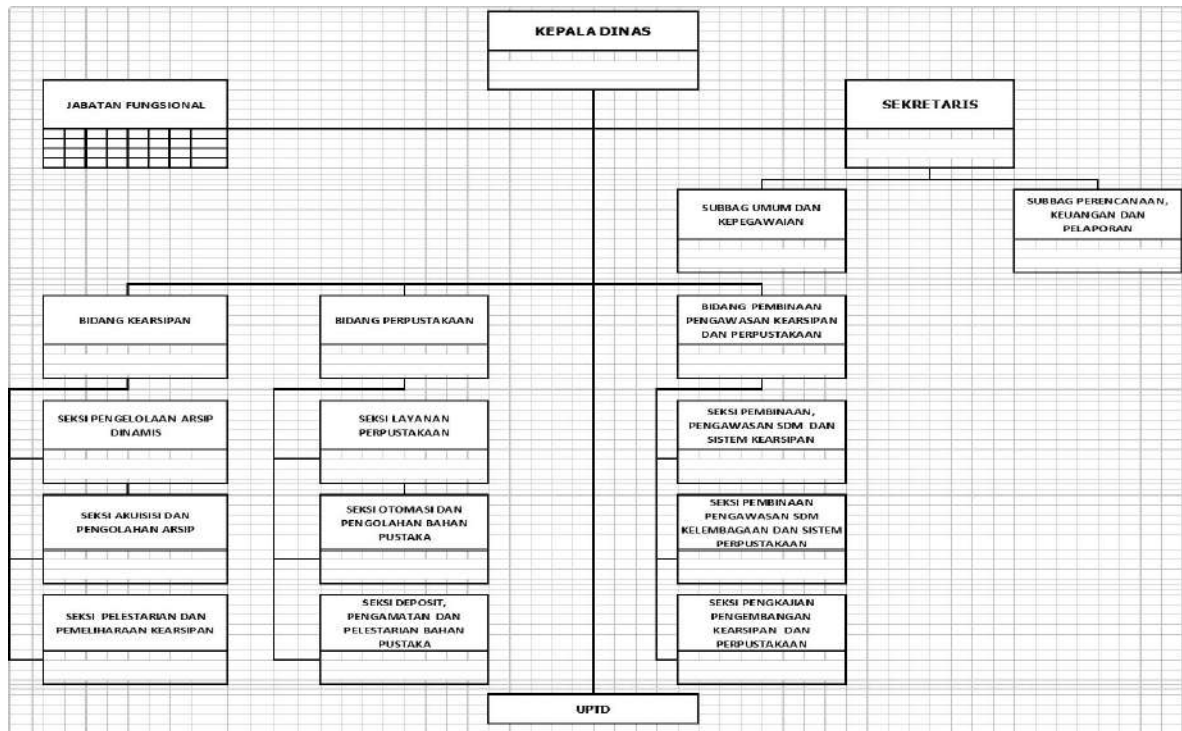 KEPALA DINAS
JABATAN FUNGSIONAL
SEKRETARIS
SUBBAG UMUM DAN
KEPEGAWAIAN
SUBBAG PERENCANAAN,
KEUANGAN DAN
PELAPORAN
BIDANG KEARSIPAN
BIDANG PERPUSTAKAAN
BIDANG PEMBINAAN
PENGAWASAN KEARSIPAN
DAN PERPUSTAKAAN
SEKSI PENGELOLAAN ARSIP
DINAMIS
SEKSI LAYANAN
PERPUSTAKAAN
SEKSI PEMBINAAN,
PENGAWASAN SDM DAN
SISTEM KEARSIPAN
SEKSI AKUISISI DAN
PENGOLAHAN ARSIP
SEKSI OTOMASI DAN
PENGOLAHAN BAHAN
PUSTAKA
SEKSI PEMBINAAN
PENGAWASAN SDM
KELEMBAGAAN DAN SISTEM
PERPUSTAKAAN
SEKSI PELESTARIAN DAN
PEMELIHARAAN KEARSIPAN
SEKSI DEPOSIT,
PENGAMATAN DAN
PELESTARIAN BAHAN
PUSTAKA
SEKSI PENGKAJIAN
PENGEMBANGAN
KEARSIPAN DAN
PERPUSTAKAAN
UPTD